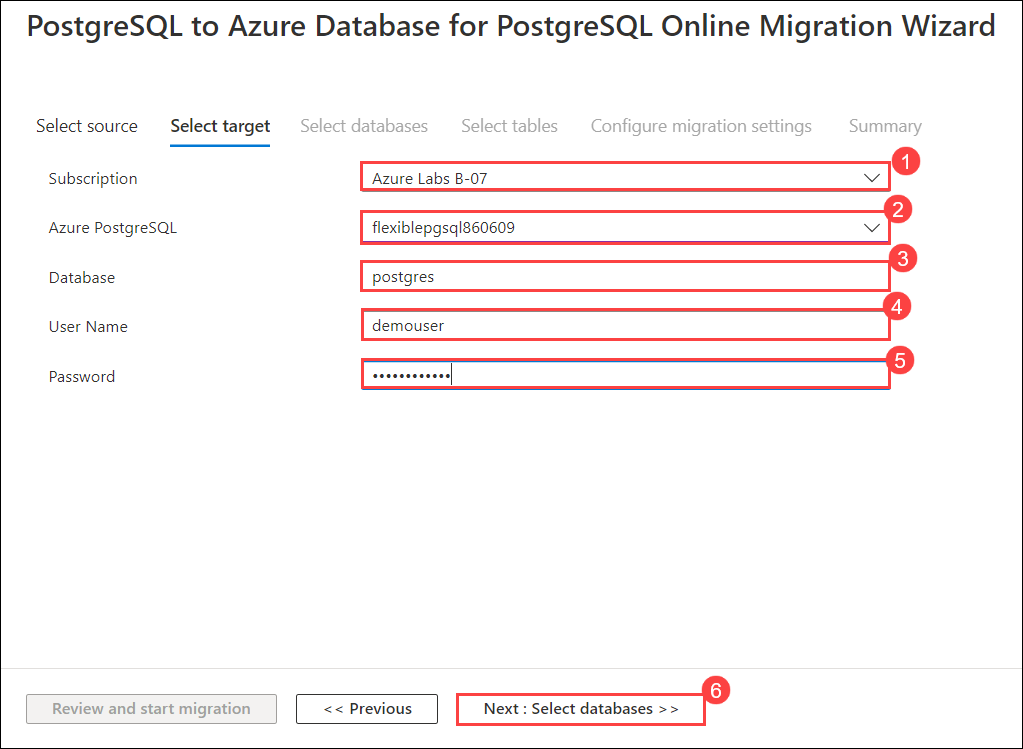 PostgreSQL to Azure Database for PostgreSQL Online Migration Wizard
Select source Select target Select databases Select tables Configure migration settings Summary
1
Subscription Azure Labs B-07
2
Azure PostgreSQL flexiblepgsql860609
3
Database postgres
4
User Name demouser
5
Password ••••••••••••
6
Review and start migration << Previous Next : Select databases >>